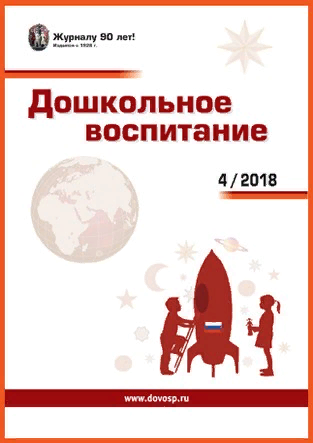 Журналу 90 лет!
Издается с 1928 г.
Дошкольное
воспитание
4/2018
www.dovosp.ru